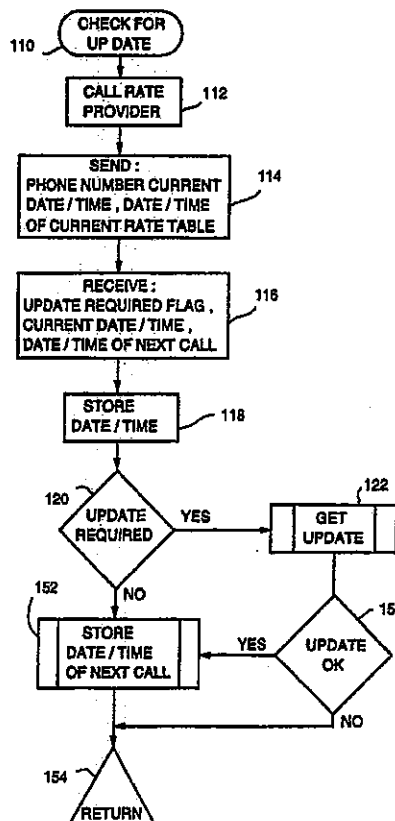 CHECK FOR
UP DATE
110
CALL RATE
PROVIDER
112
SEND :
PHONE NUMBER CURRENT
DATE / TIME , DATE / TIME
OF CURRENT RATE TABLE
114
RECEIVE :
UPDATE REQUIRED FLAG ,
CURRENT DATE / TIME ,
DATE / TIME OF NEXT CALL
116
STORE
DATE / TIME
118
120
UPDATE
REQUIRED
YES
122
GET
UPDATE
NO
152
STORE
DATE / TIME
OF NEXT CALL
YES
UPDATE
OK
NO
154
RETURN